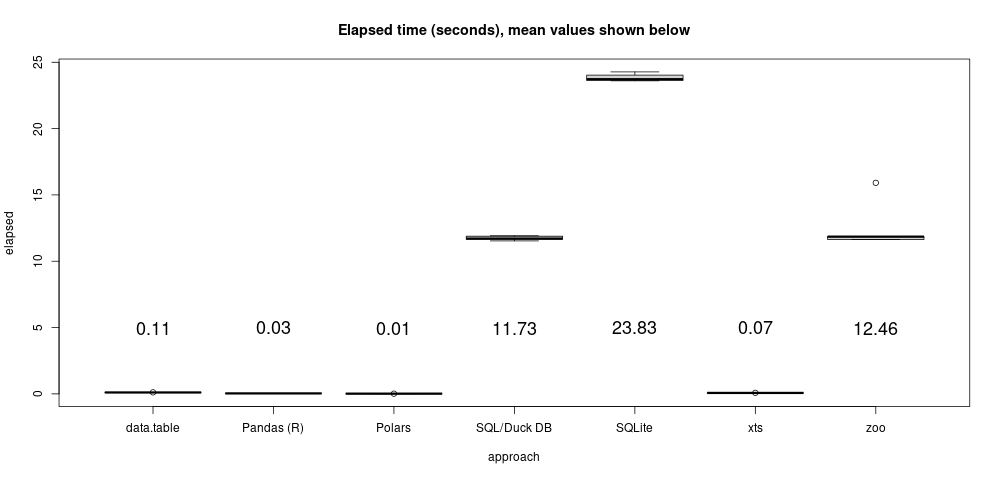 Elapsed time (seconds), mean values shown below
elapsed
25
20
15
10
5
0
0.11 0.03 0.01 11.73 23.83 0.07 12.46
data.table Pandas (R) Polars SQL/Duck DB SQLite xts zoo
approach